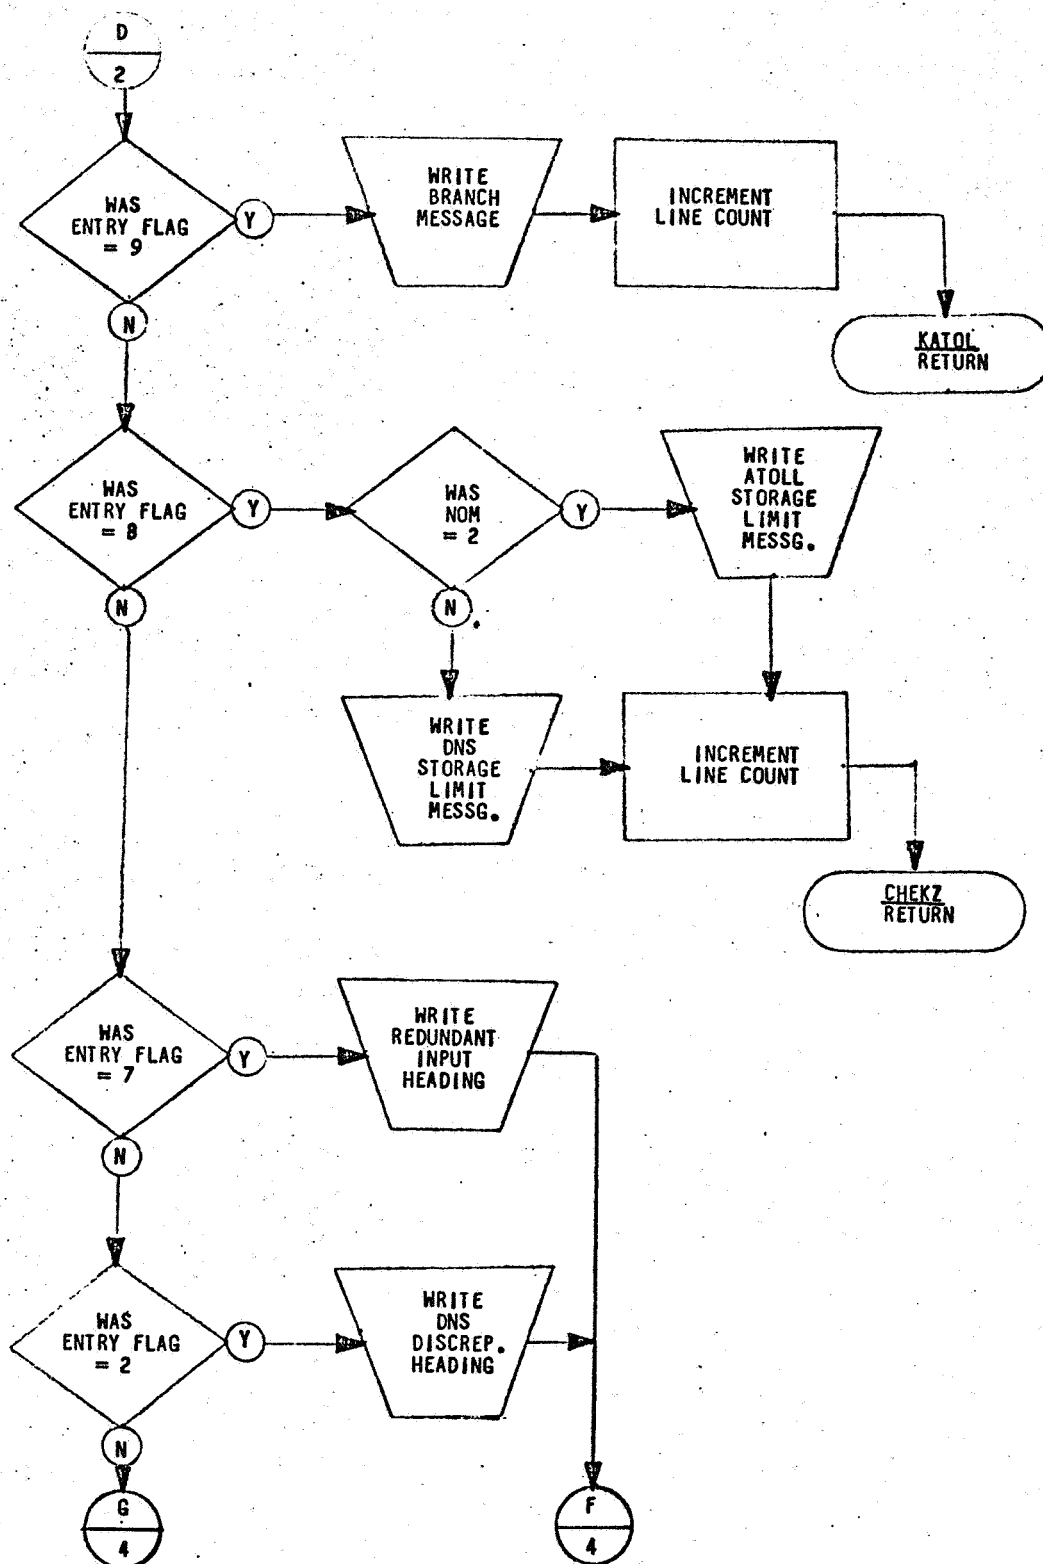 D
2
WAS
ENTRY FLAG
= 9
Y
WRITE
BRANCH
MESSAGE
INCREMENT
LINE COUNT
N
KATOL
RETURN
WAS
ENTRY FLAG
= 8
Y
WAS
NOM
= 2
Y
WRITE
ATOLL
STORAGE
LIMIT
MESSG.
N
N
WRITE
DNS
STORAGE
LIMIT
MESSG.
INCREMENT
LINE COUNT
CHEKZ
RETURN
WAS
ENTRY FLAG
= 7
Y
WRITE
REDUNDANT
INPUT
HEADING
N
WAS
ENTRY FLAG
= 2
Y
WRITE
DNS
DISCREP.
HEADING
N
G
4
F
4